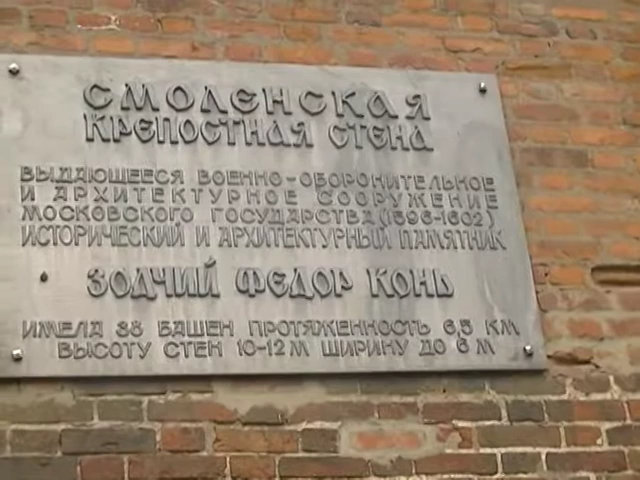 СМОЛЕНСКАЯ
КРЕПОСТНАЯ СТЕНА
ВЫДАЮЩЕЕСЯ ВОЕННО-ОБОРОНИТЕЛЬНОЕ
И АРХИТЕКТУРНОЕ СООРУЖЕНИЕ
МОСКОВСКОГО ГОСУДАРСТВА (1596-1602)
ИСТОРИЧЕСКИЙ И АРХИТЕКТУРНЫЙ ПАМЯТНИК
ЗОДЧИЙ ФЕДОР КОНЬ
ИМЕЛА 38 БАШЕН ПРОТЯЖЕННОСТЬ 6,5 КМ
ВЫСОТУ СТЕН 10-12 М ШИРИНУ ДО 6 М